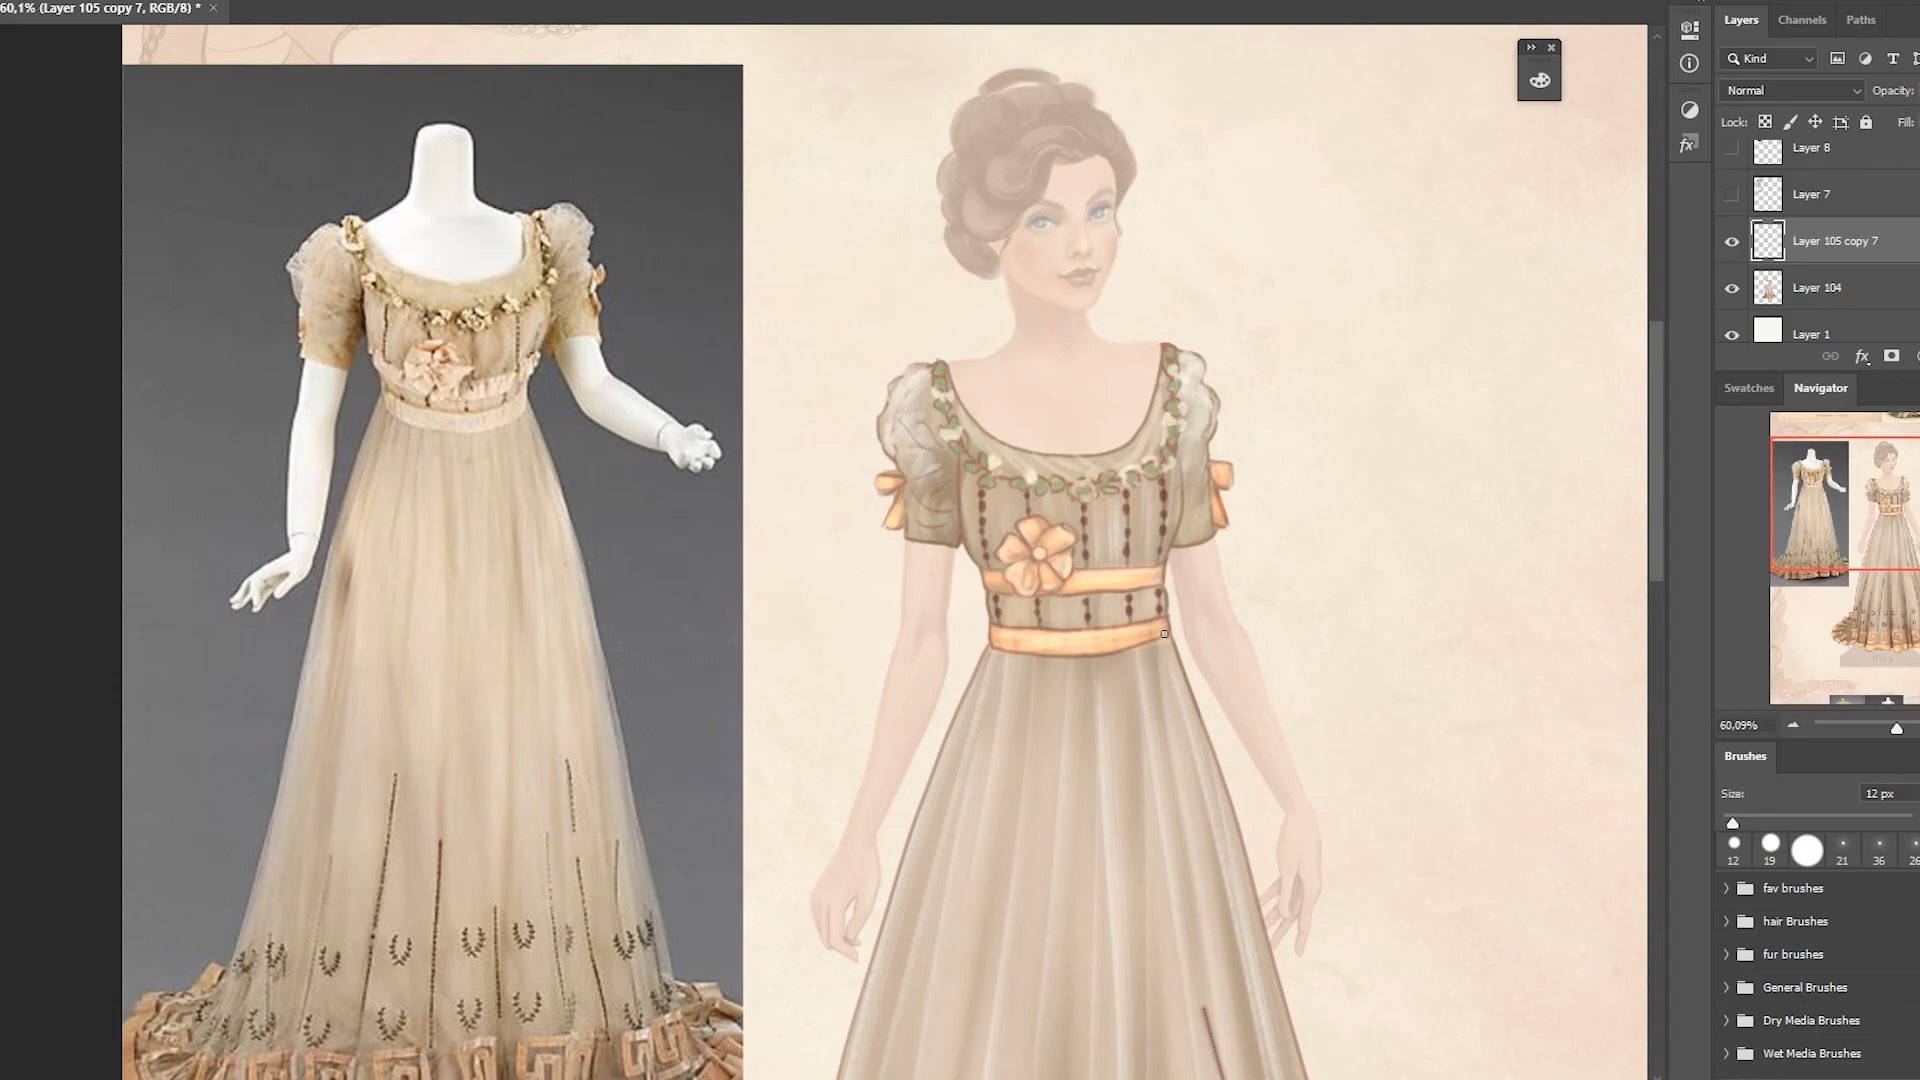 60,1% (Layer 105 copy 7, RGB/8) *
Layers Channels Paths
Kind
Normal Opacity:
Lock: Fill:
Layer 8
Layer 7
Layer 105 copy 7
Layer 104
Layer 1
fx
Swatches Navigator
60,09%
Brushes
Size: 12 px
12 19 21 36 26
fav brushes
hair Brushes
fur brushes
General Brushes
Dry Media Brushes
Wet Media Brushes